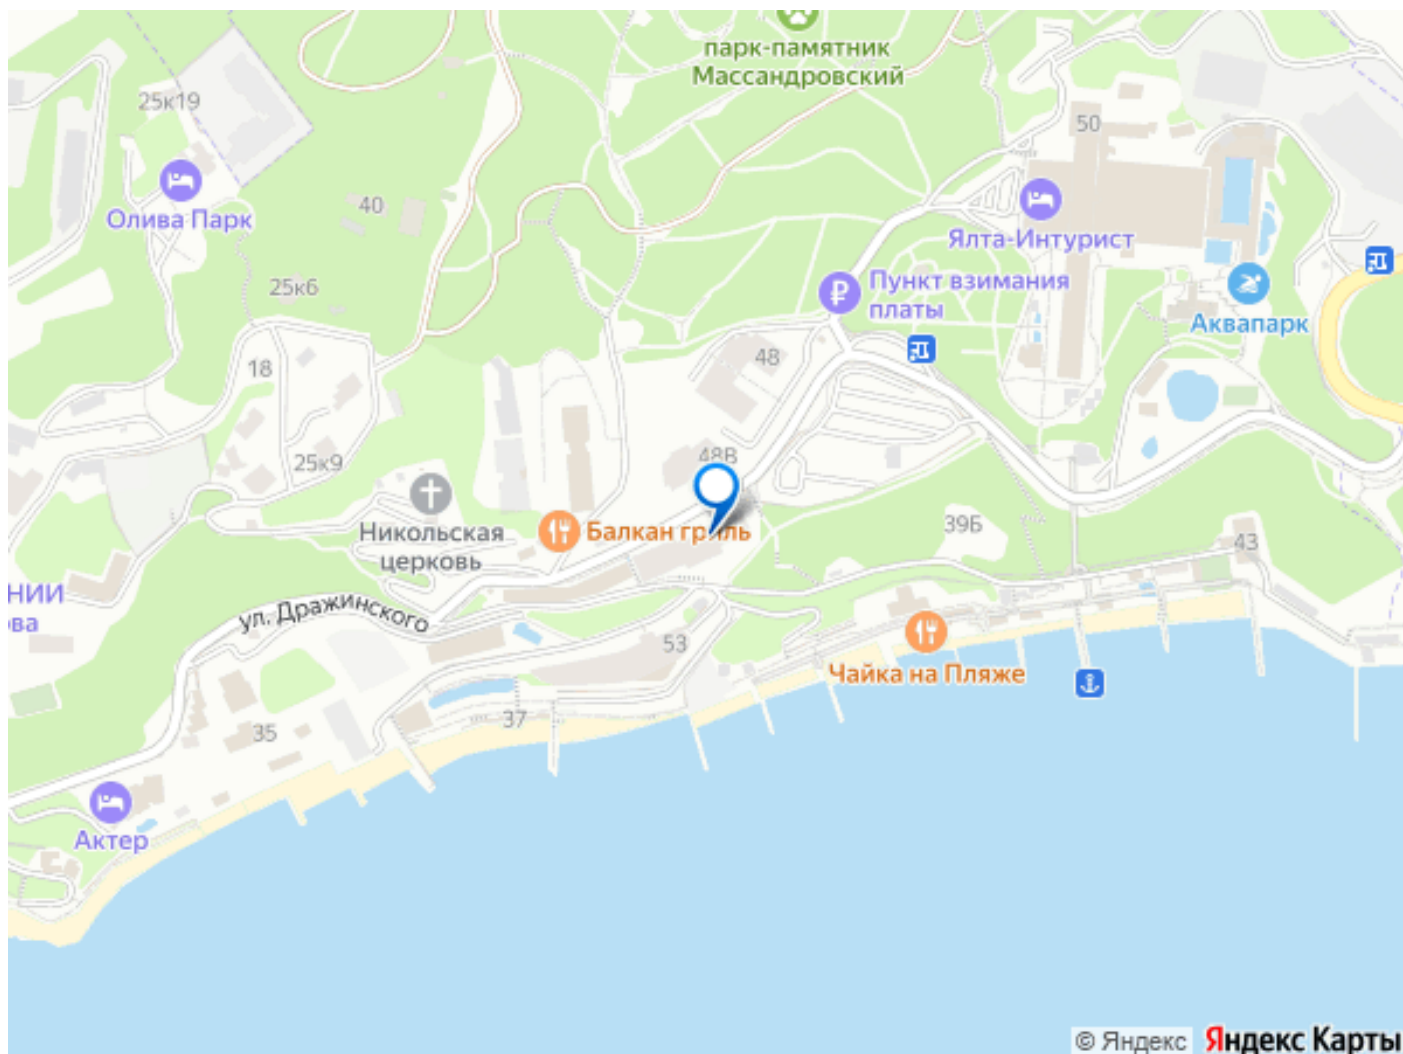 парк-памятник
Массандровский
25к19
50
Олива Парк
40
Ялта-Интурист
25к6
Пункт взимания
платы
Аквапарк
48
18
48В
25к9
Никольская
церковь
Балкан гриль
39Б
43
НИИ
ва
ул. Дражинского
53
Чайка на Пляже
35
37
Актер
© Яндекс
Яндекс Карты